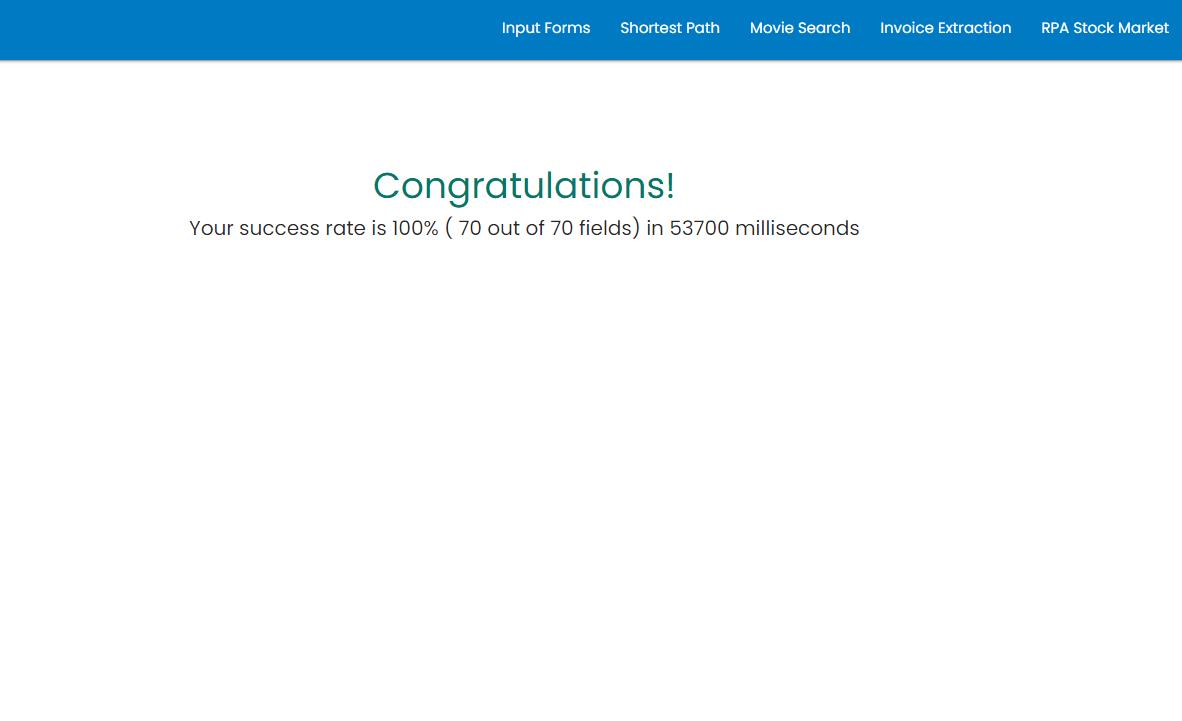 Input Forms Shortest Path Movie Search Invoice Extraction RPA Stock Market
Congratulations!
Your success rate is 100% ( 70 out of 70 fields) in 53700 milliseconds